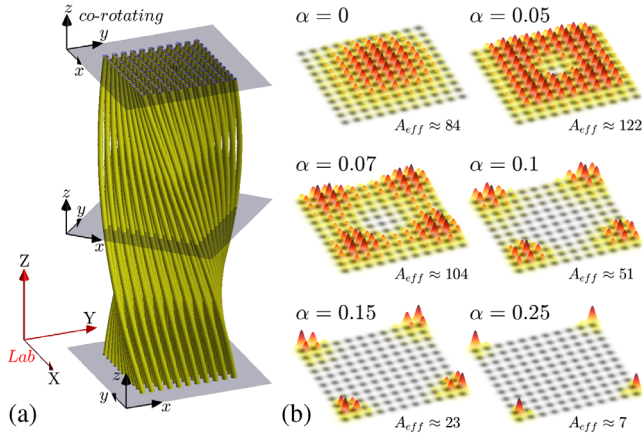 z
co-rotating
y
x
z
y
x
Z
Y
Lab
X
z
y
x
(a)
α = 0
α = 0.05
A_eff ≈ 84
A_eff ≈ 122
α = 0.07
α = 0.1
A_eff ≈ 104
A_eff ≈ 51
α = 0.15
α = 0.25
A_eff ≈ 23
A_eff ≈ 7
(b)